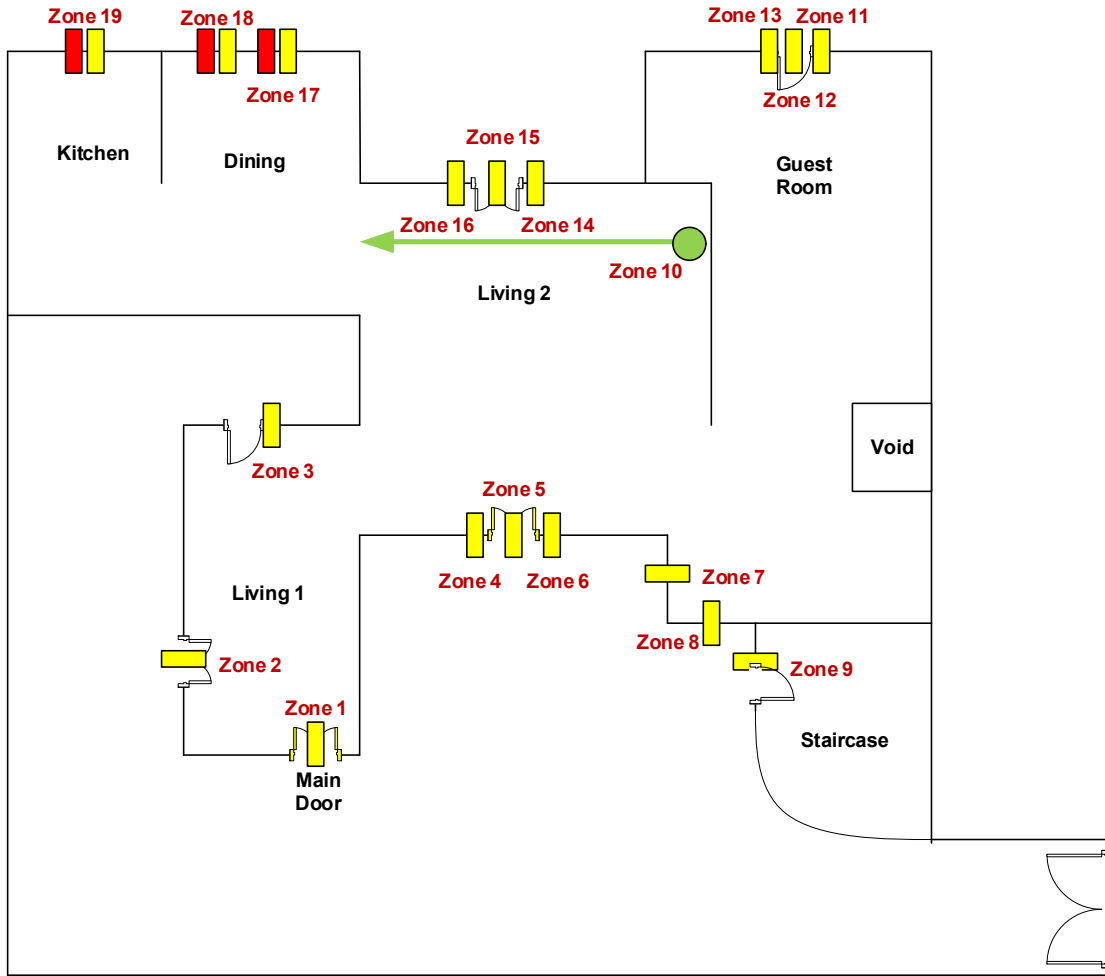 Zone 19
Zone 18
Zone 13
Zone 11
Zone 17
Zone 12
Kitchen
Dining
Zone 15
Guest
Room
Zone 16
Zone 14
Zone 10
Living 2
Void
Zone 3
Zone 5
Zone 4
Zone 6
Zone 7
Living 1
Zone 8
Zone 2
Zone 9
Zone 1
Staircase
Main
Door